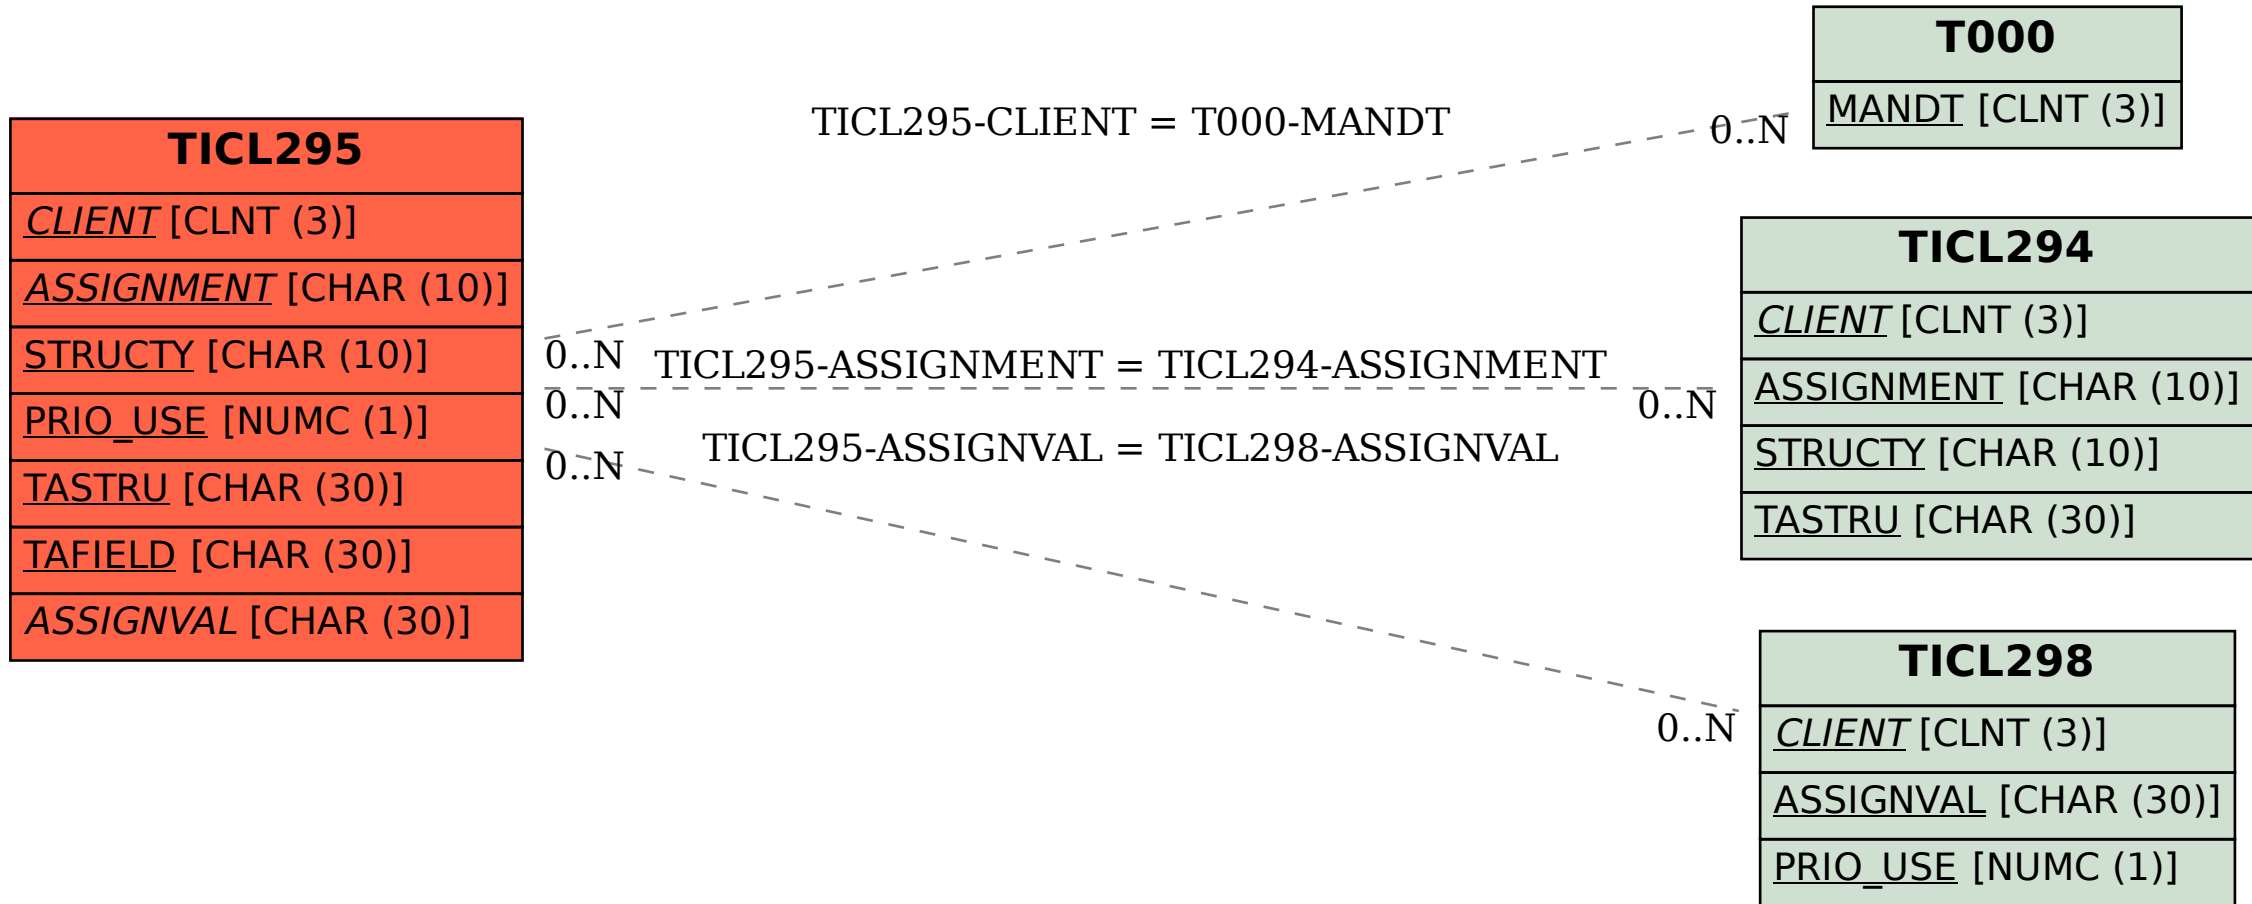 TICL295
CLIENT [CLNT (3)]
ASSIGNMENT [CHAR (10)]
STRUCTY [CHAR (10)]
PRIO_USE [NUMC (1)]
TASTRU [CHAR (30)]
TAFIELD [CHAR (30)]
ASSIGNVAL [CHAR (30)]
TICL295-CLIENT = T000-MANDT
0..N
0..N
TICL295-ASSIGNMENT = TICL294-ASSIGNMENT
0..N
0..N
TICL295-ASSIGNVAL = TICL298-ASSIGNVAL
0..N
0..N
T000
MANDT [CLNT (3)]
TICL294
CLIENT [CLNT (3)]
ASSIGNMENT [CHAR (10)]
STRUCTY [CHAR (10)]
TASTRU [CHAR (30)]
TICL298
CLIENT [CLNT (3)]
ASSIGNVAL [CHAR (30)]
PRIO_USE [NUMC (1)]